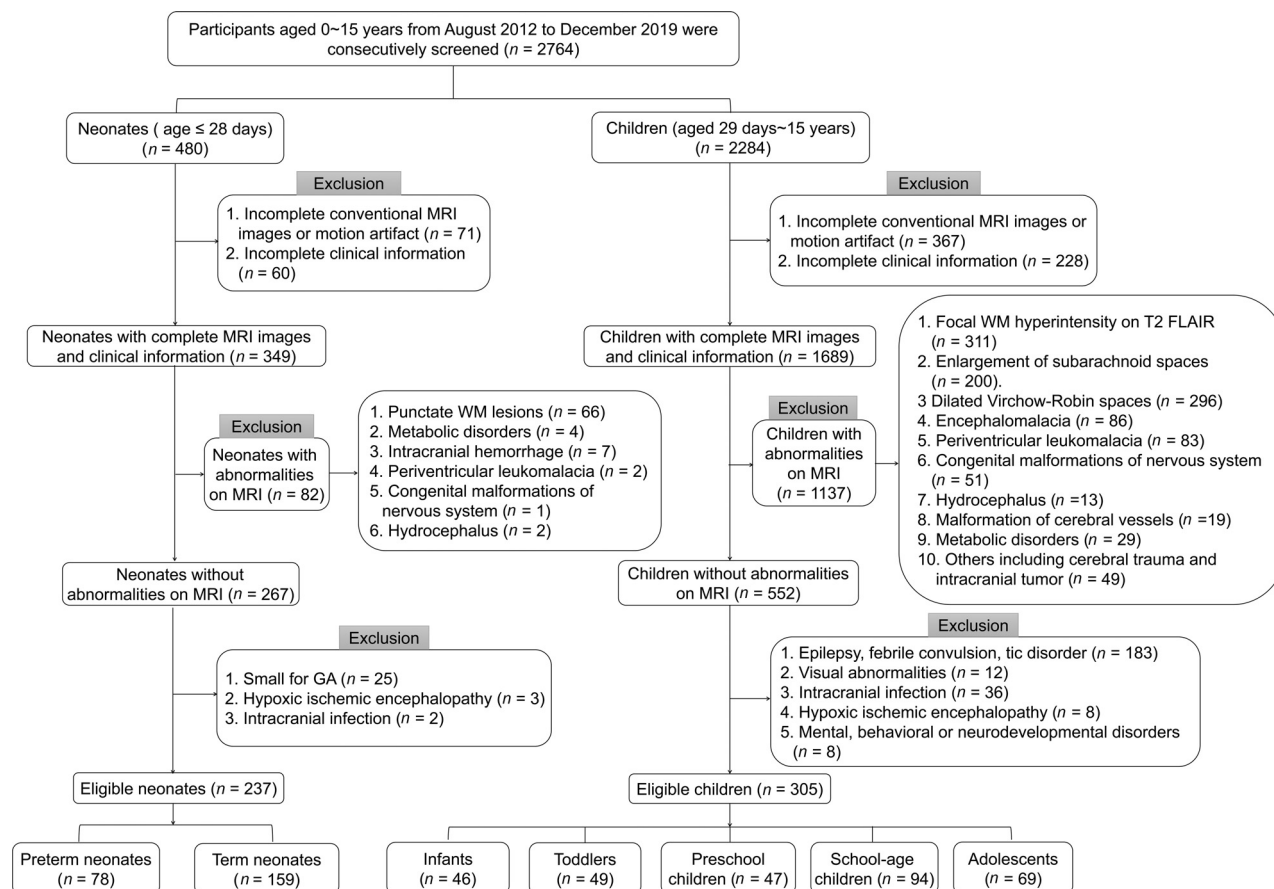 Participants aged 0~15 years from August 2012 to December 2019 were
consecutively screened (n = 2764)
Neonates ( age ≤ 28 days)
(n = 480)
Children (aged 29 days~15 years)
(n = 2284)
Exclusion
1. Incomplete conventional MRI
images or motion artifact (n = 71)
2. Incomplete clinical information
(n = 60)
Exclusion
1. Incomplete conventional MRI images or
motion artifact (n = 367)
2. Incomplete clinical information (n = 228)
Neonates with complete MRI images
and clinical information (n = 349)
Children with complete MRI images
and clinical information (n = 1689)
Exclusion
Neonates with
abnormalities
on MRI (n = 82)
1. Punctate WM lesions (n = 66)
2. Metabolic disorders (n = 4)
3. Intracranial hemorrhage (n = 7)
4. Periventricular leukomalacia (n = 2)
5. Congenital malformations of
nervous system (n = 1)
6. Hydrocephalus (n = 2)
Exclusion
Children with
abnormalities
on MRI
(n = 1137)
1. Focal WM hyperintensity on T2 FLAIR
(n = 311)
2. Enlargement of subarachnoid spaces
(n = 200).
3 Dilated Virchow-Robin spaces (n = 296)
4. Encephalomalacia (n = 86)
5. Periventricular leukomalacia (n = 83)
6. Congenital malformations of nervous system
(n = 51)
7. Hydrocephalus (n =13)
8. Malformation of cerebral vessels (n =19)
9. Metabolic disorders (n = 29)
10. Others including cerebral trauma and
intracranial tumor (n = 49)
Neonates without
abnormalities on MRI (n = 267)
Children without abnormalities
on MRI (n = 552)
Exclusion
1. Small for GA (n = 25)
2. Hypoxic ischemic encephalopathy (n = 3)
3. Intracranial infection (n = 2)
Exclusion
1. Epilepsy, febrile convulsion, tic disorder (n = 183)
2. Visual abnormalities (n = 12)
3. Intracranial infection (n = 36)
4. Hypoxic ischemic encephalopathy (n = 8)
5. Mental, behavioral or neurodevelopmental disorders
(n = 8)
Eligible neonates (n = 237)
Eligible children (n = 305)
Preterm neonates
(n = 78)
Term neonates
(n = 159)
Infants
(n = 46)
Toddlers
(n = 49)
Preschool
children (n = 47)
School-age
children (n = 94)
Adolescents
(n = 69)